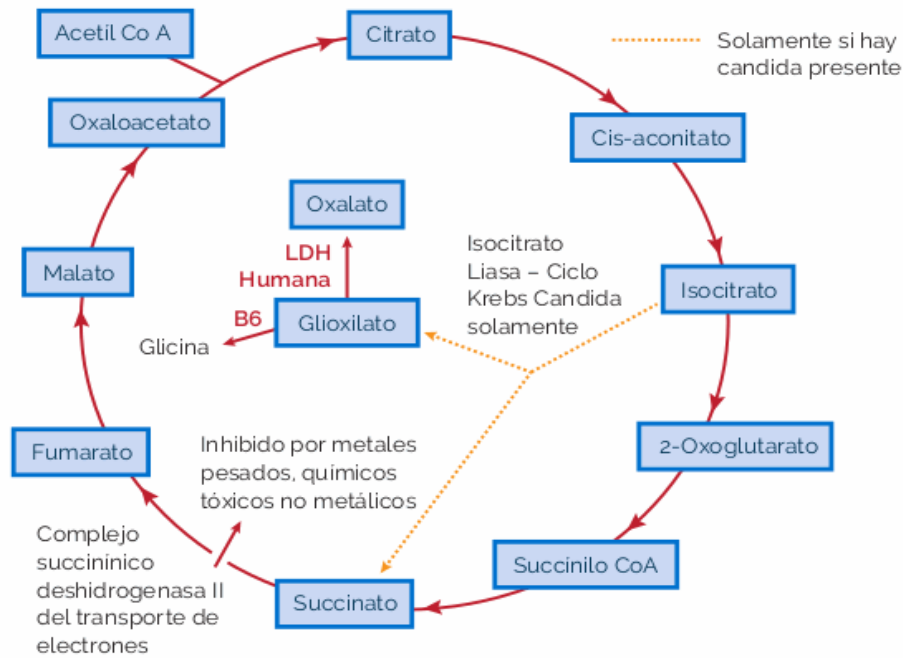 Acetil Co A
Citrato
Solamente si hay
candida presente
Oxaloacetato
Cis-aconitato
Oxalato
LDH
Humana
Isocitrato
Liasa – Ciclo
Krebs Candida
solamente
Malato
Isocitrato
B6
Glioxilato
Glicina
Fumarato
Inhibido por metales
pesados, químicos
tóxicos no metálicos
2-Oxoglutarato
Complejo
succinínico
deshidrogenasa II
del transporte de
electrones
Succinilo CoA
Succinato